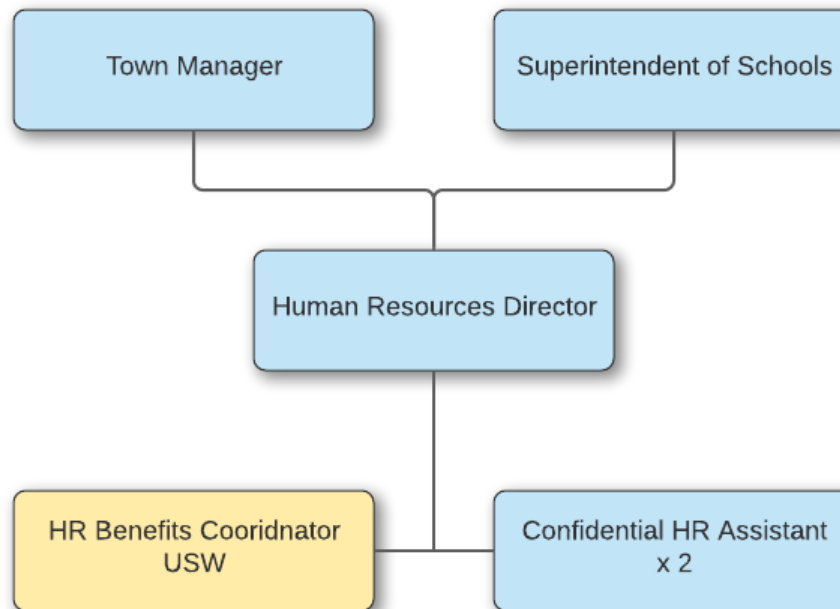 Town Manager
Superintendent of Schools
Human Resources Director
HR Benefits Cooridnator
USW
Confidential HR Assistant
x 2